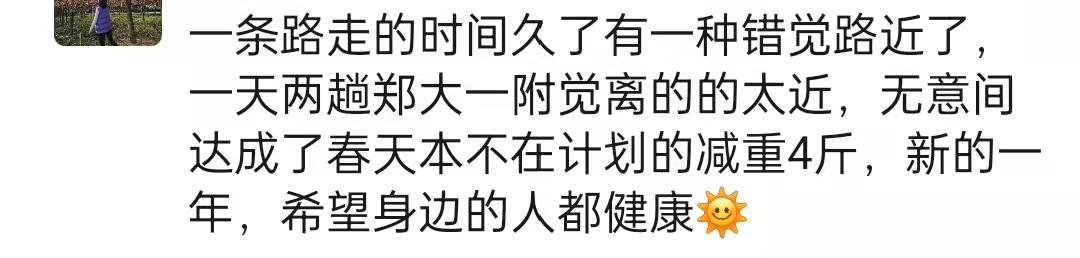 一条路走的时间久了有一种错觉路近了，
一天两趟郑大一附觉离的的太近，无意间
达成了春天本不在计划的减重4斤，新的一
年，希望身边的人都健康🌞